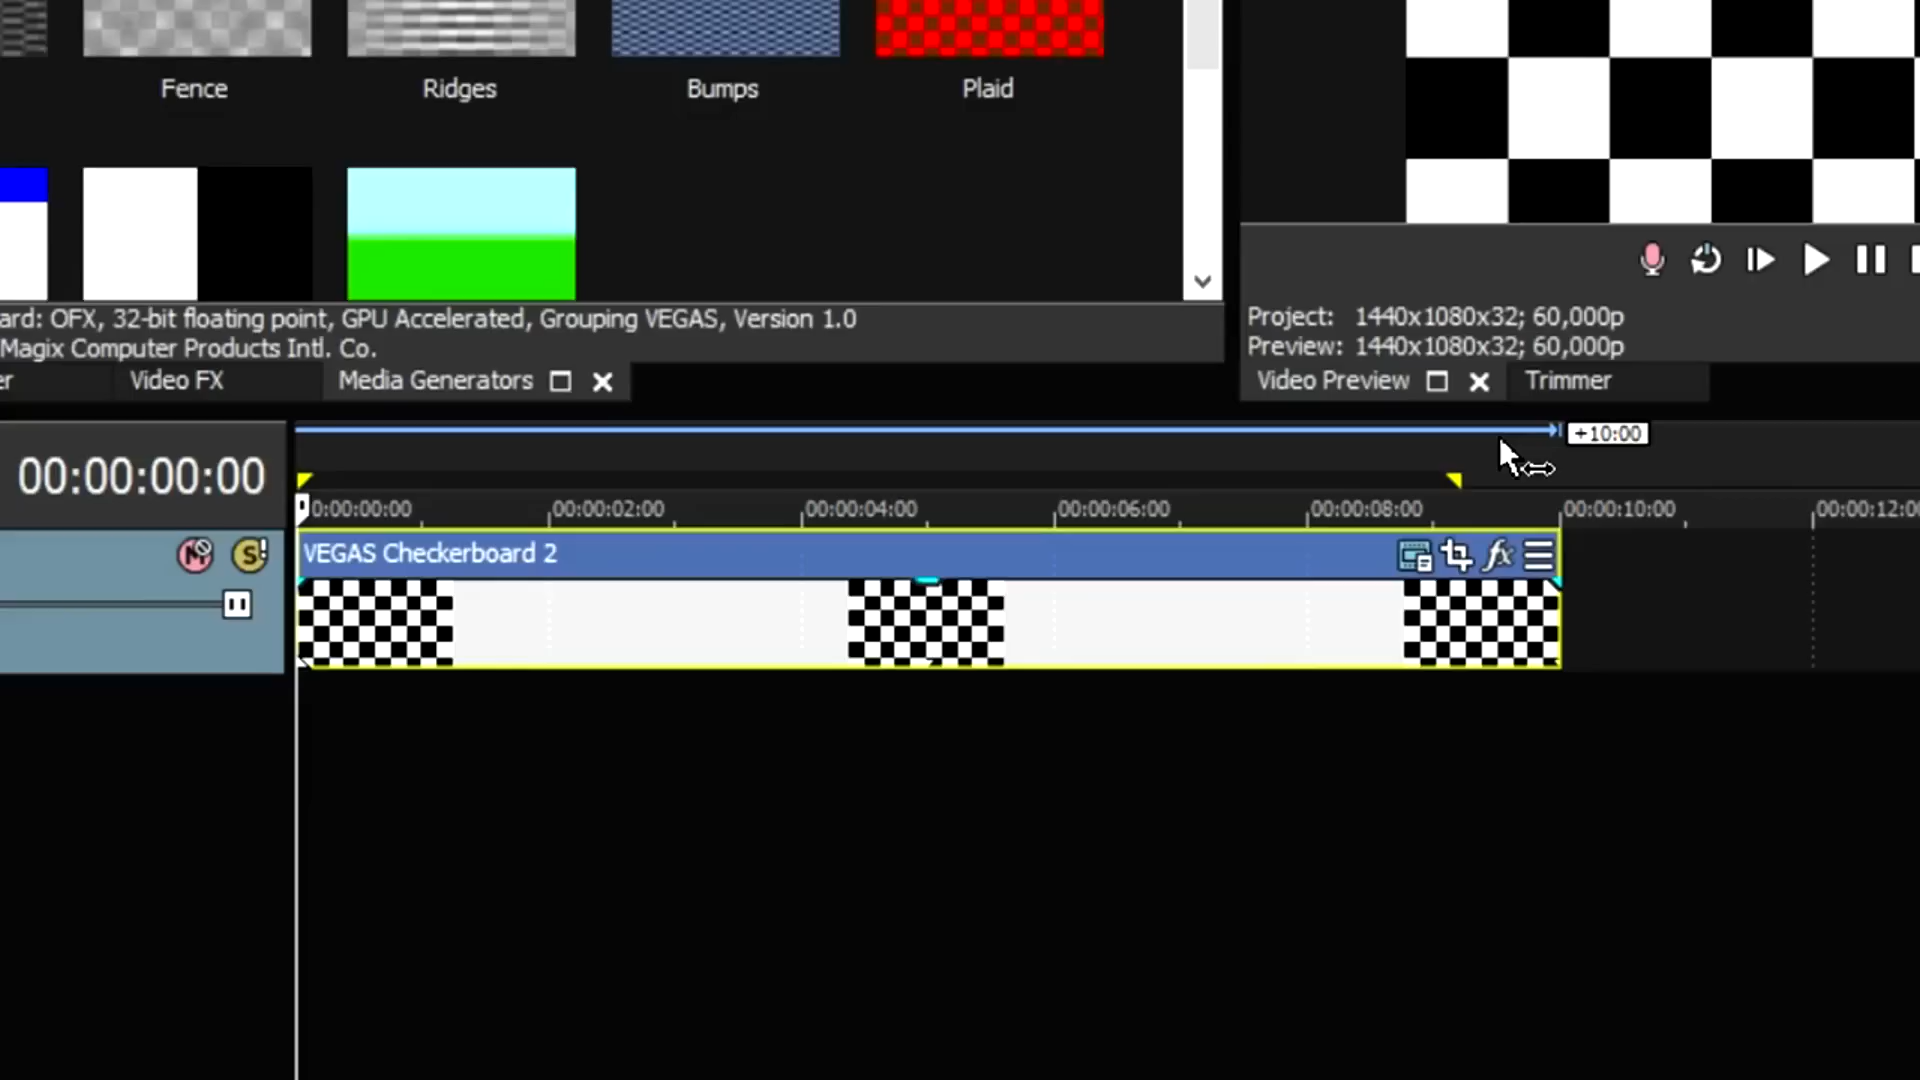 Fence Ridges Bumps Plaid
ard: OFX, 32-bit floating point, GPU Accelerated, Grouping VEGAS, Version 1.0
Magix Computer Products Intl. Co.
Project: 1440x1080x32; 60,000p
Preview: 1440x1080x32; 60,000p
er Video FX Media Generators Video Preview Trimmer
+10:00
00:00:00:00
0:00:00:00 00:00:02:00 00:00:04:00 00:00:06:00 00:00:08:00 00:00:10:00 00:00:12:00
M S! VEGAS Checkerboard 2 fx